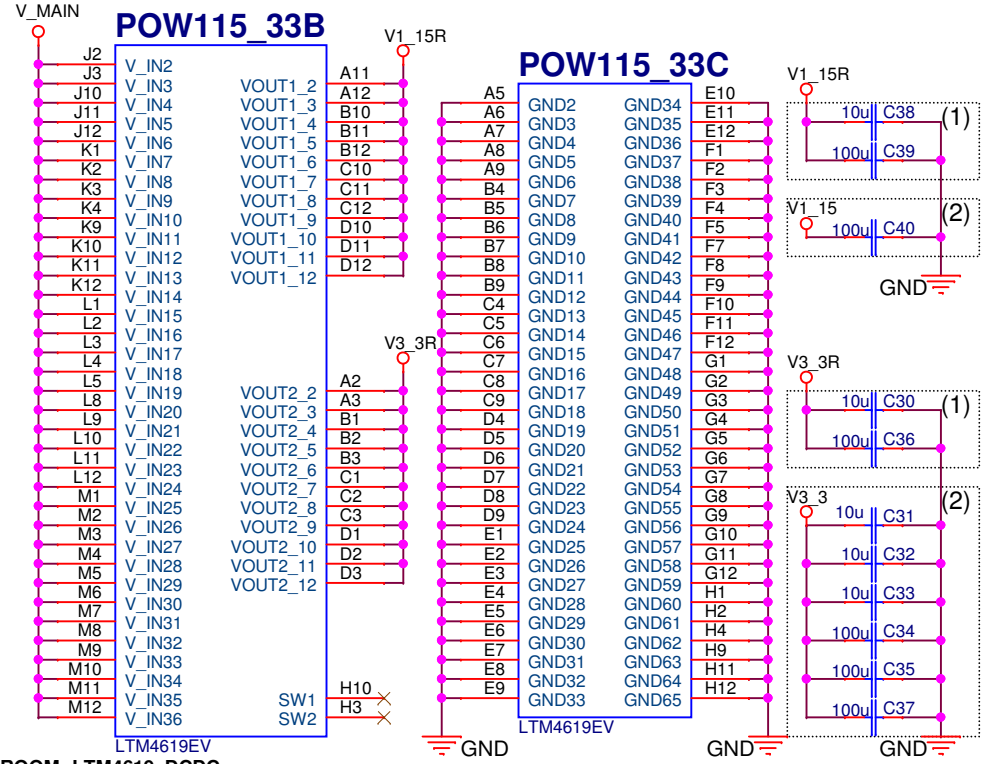 V_MAIN
POW115_33B
J2 V_IN2
J3 V_IN3
J10 V_IN4
J11 V_IN5
J12 V_IN6
K1 V_IN7
K2 V_IN8
K3 V_IN9
K4 V_IN10
K9 V_IN11
K10 V_IN12
K11 V_IN13
K12 V_IN14
L1 V_IN15
L2 V_IN16
L3 V_IN17
L4 V_IN18
L5 V_IN19
L8 V_IN20
L9 V_IN21
L10 V_IN22
L11 V_IN23
L12 V_IN24
M1 V_IN25
M2 V_IN26
M3 V_IN27
M4 V_IN28
M5 V_IN29
M6 V_IN30
M7 V_IN31
M8 V_IN32
M9 V_IN33
M10 V_IN34
M11 V_IN35
M12 V_IN36
V1_15R
VOUT1_2 A11
VOUT1_3 A12
VOUT1_4 B10
VOUT1_5 B11
VOUT1_6 B12
VOUT1_7 C10
VOUT1_8 C11
VOUT1_9 C12
VOUT1_10 D10
VOUT1_11 D11
VOUT1_12 D12
V3_3R
VOUT2_2 A2
VOUT2_3 A3
VOUT2_4 B1
VOUT2_5 B2
VOUT2_6 B3
VOUT2_7 C1
VOUT2_8 C2
VOUT2_9 C3
VOUT2_10 D1
VOUT2_11 D2
VOUT2_12 D3
SW1 H10
SW2 H3
LTM4619EV
POW115_33C
A5 GND2
A6 GND3
A7 GND4
A8 GND5
A9 GND6
B4 GND7
B5 GND8
B6 GND9
B7 GND10
B8 GND11
B9 GND12
C4 GND13
C5 GND14
C6 GND15
C7 GND16
C8 GND17
C9 GND18
D4 GND19
D5 GND20
D6 GND21
D7 GND22
D8 GND23
D9 GND24
E1 GND25
E2 GND26
E3 GND27
E4 GND28
E5 GND29
E6 GND30
E7 GND31
E8 GND32
E9 GND33
GND34 E10
GND35 E11
GND36 E12
GND37 F1
GND38 F2
GND39 F3
GND40 F4
GND41 F5
GND42 F7
GND43 F8
GND44 F9
GND45 F10
GND46 F11
GND47 F12
GND48 G1
GND49 G2
GND50 G3
GND51 G4
GND52 G5
GND53 G6
GND54 G7
GND55 G8
GND56 G9
GND57 G10
GND58 G11
GND59 G12
GND60 H1
GND61 H2
GND62 H4
GND63 H9
GND64 H11
GND65 H12
LTM4619EV
GND
GND
V1_15R
10u C38 (1)
100u C39
V1_15 (2)
100u C40
GND
V3_3R
10u C30 (1)
100u C36
V3_3 (2)
10u C31
10u C32
10u C33
100u C34
100u C35
100u C37
GND